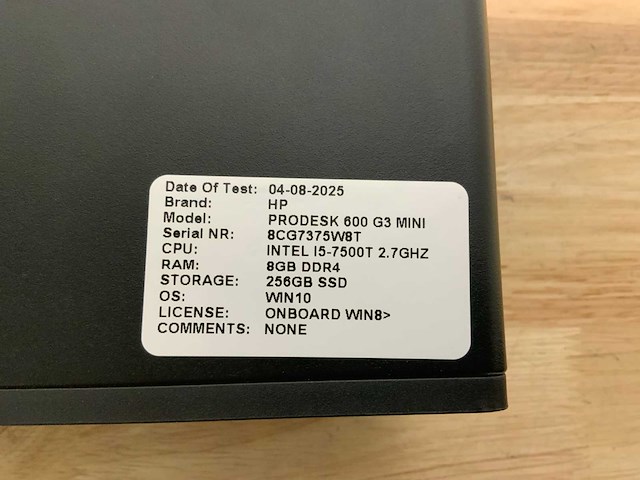 Date Of Test: 04-08-2025
Brand: HP
Model: PRODESK 600 G3 MINI
Serial NR: 8CG7375W8T
CPU: INTEL I5-7500T 2.7GHZ
RAM: 8GB DDR4
STORAGE: 256GB SSD
OS: WIN10
LICENSE: ONBOARD WIN8>
COMMENTS: NONE